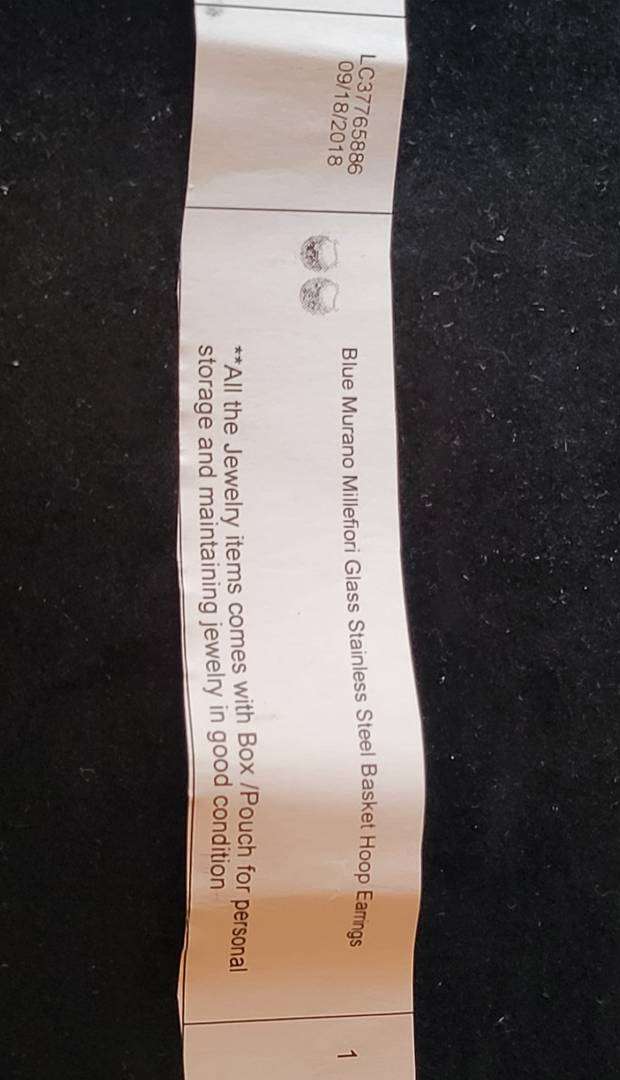 LC37765886
09/18/2018
Blue Murano Millefiori Glass Stainless Steel Basket Hoop Earrings
**All the Jewelry items comes with Box /Pouch for personal
storage and maintaining jewelry in good condition
1